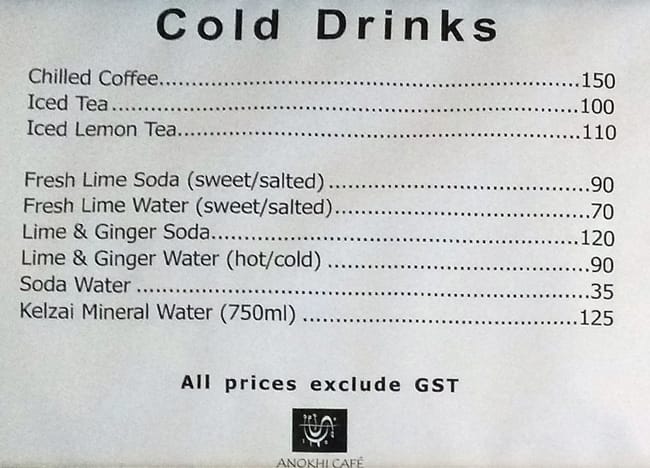 Cold Drinks
Chilled Coffee...................................................150
Iced Tea.........................................................100
Iced Lemon Tea...................................................110
Fresh Lime Soda (sweet/salted)................................90
Fresh Lime Water (sweet/salted)...............................70
Lime & Ginger Soda.............................................120
Lime & Ginger Water (hot/cold)................................90
Soda Water.......................................................35
Kelzai Mineral Water (750ml)..................................125
All prices exclude GST
ANOKHI CAFÉ